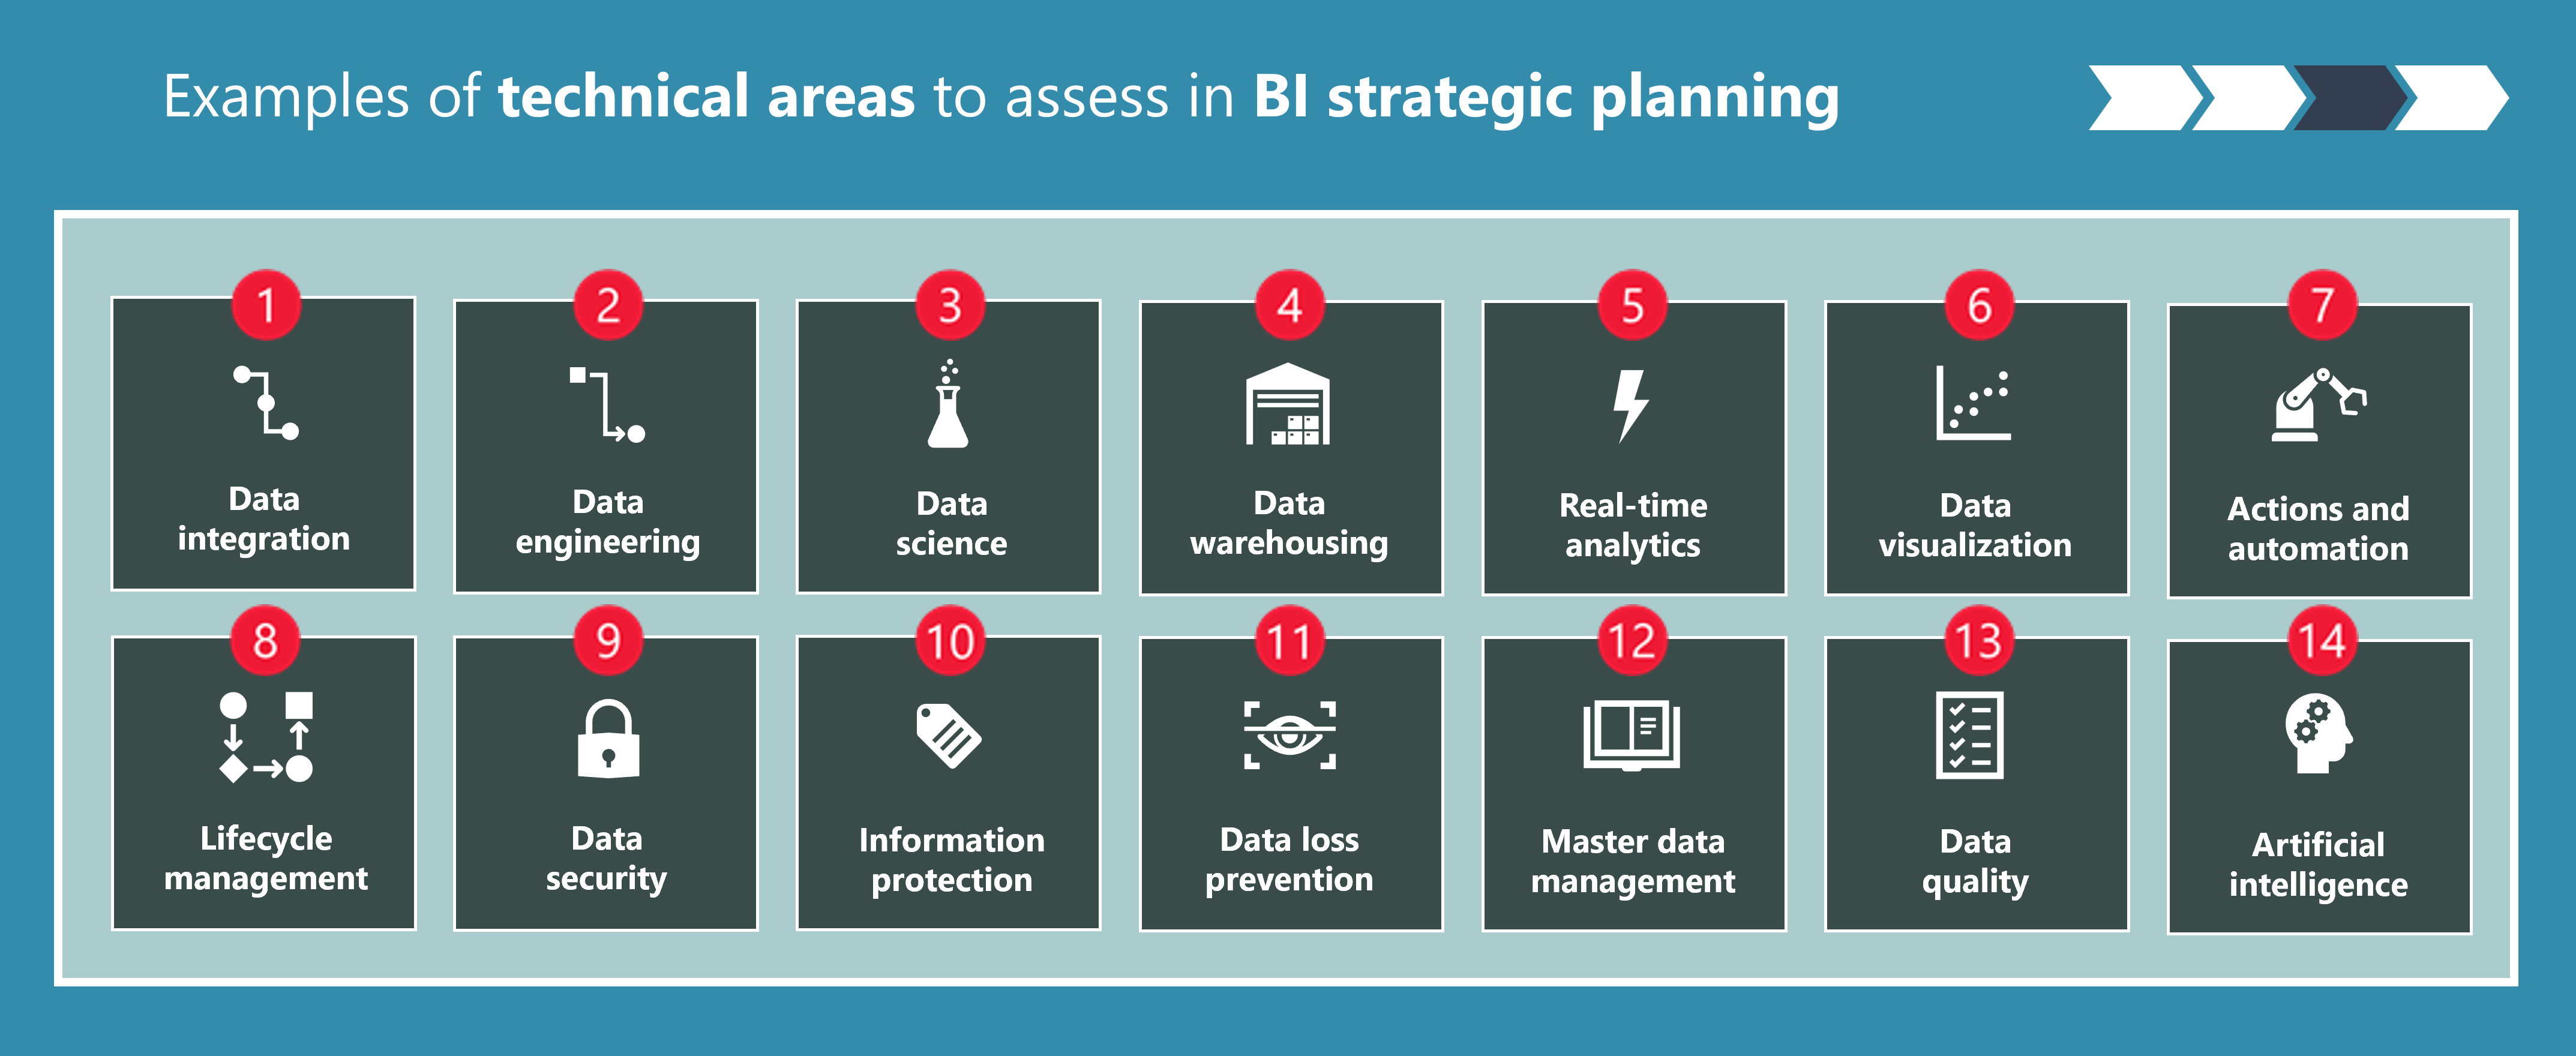 Examples of technical areas to assess in BI strategic planning
1
Data
integration
2
Data
engineering
3
Data
science
4
Data
warehousing
5
Real-time
analytics
6
Data
visualization
7
Actions and
automation
8
Lifecycle
management
9
Data
security
10
Information
protection
11
Data loss
prevention
12
Master data
management
13
Data
quality
14
Artificial
intelligence